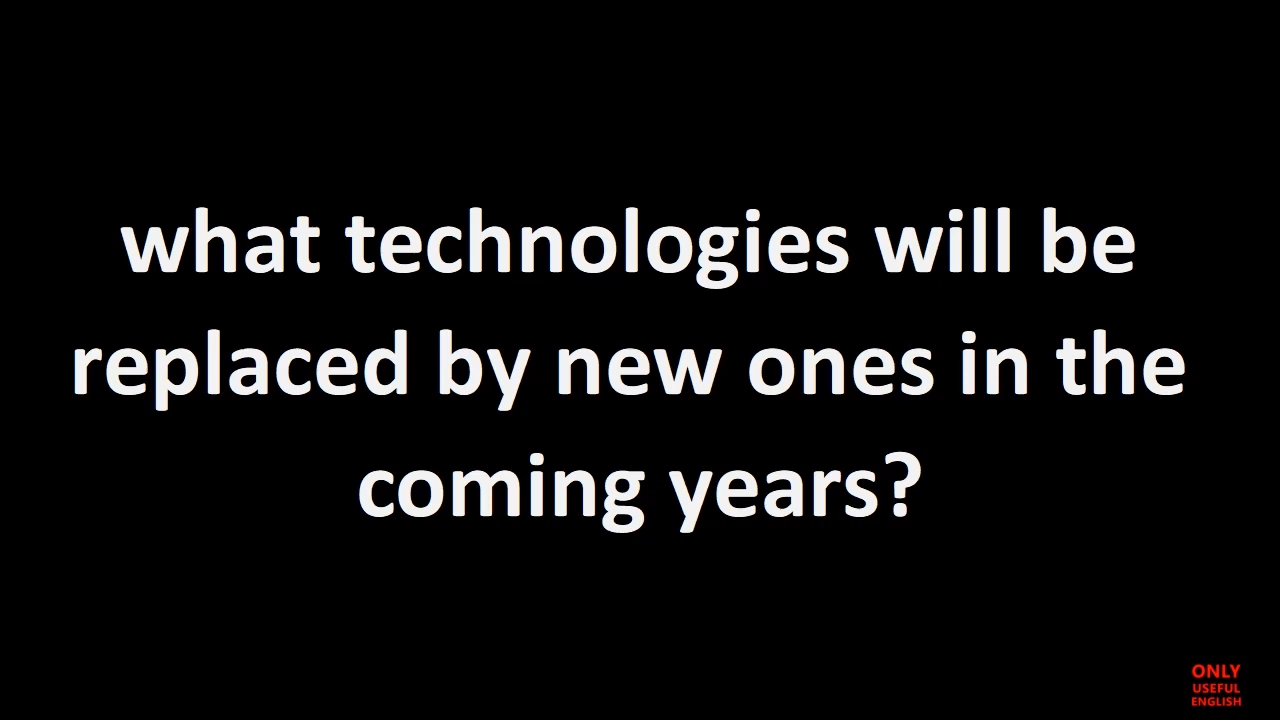 what technologies will be
replaced by new ones in the
coming years?
ONLY
USEFUL
ENGLISH